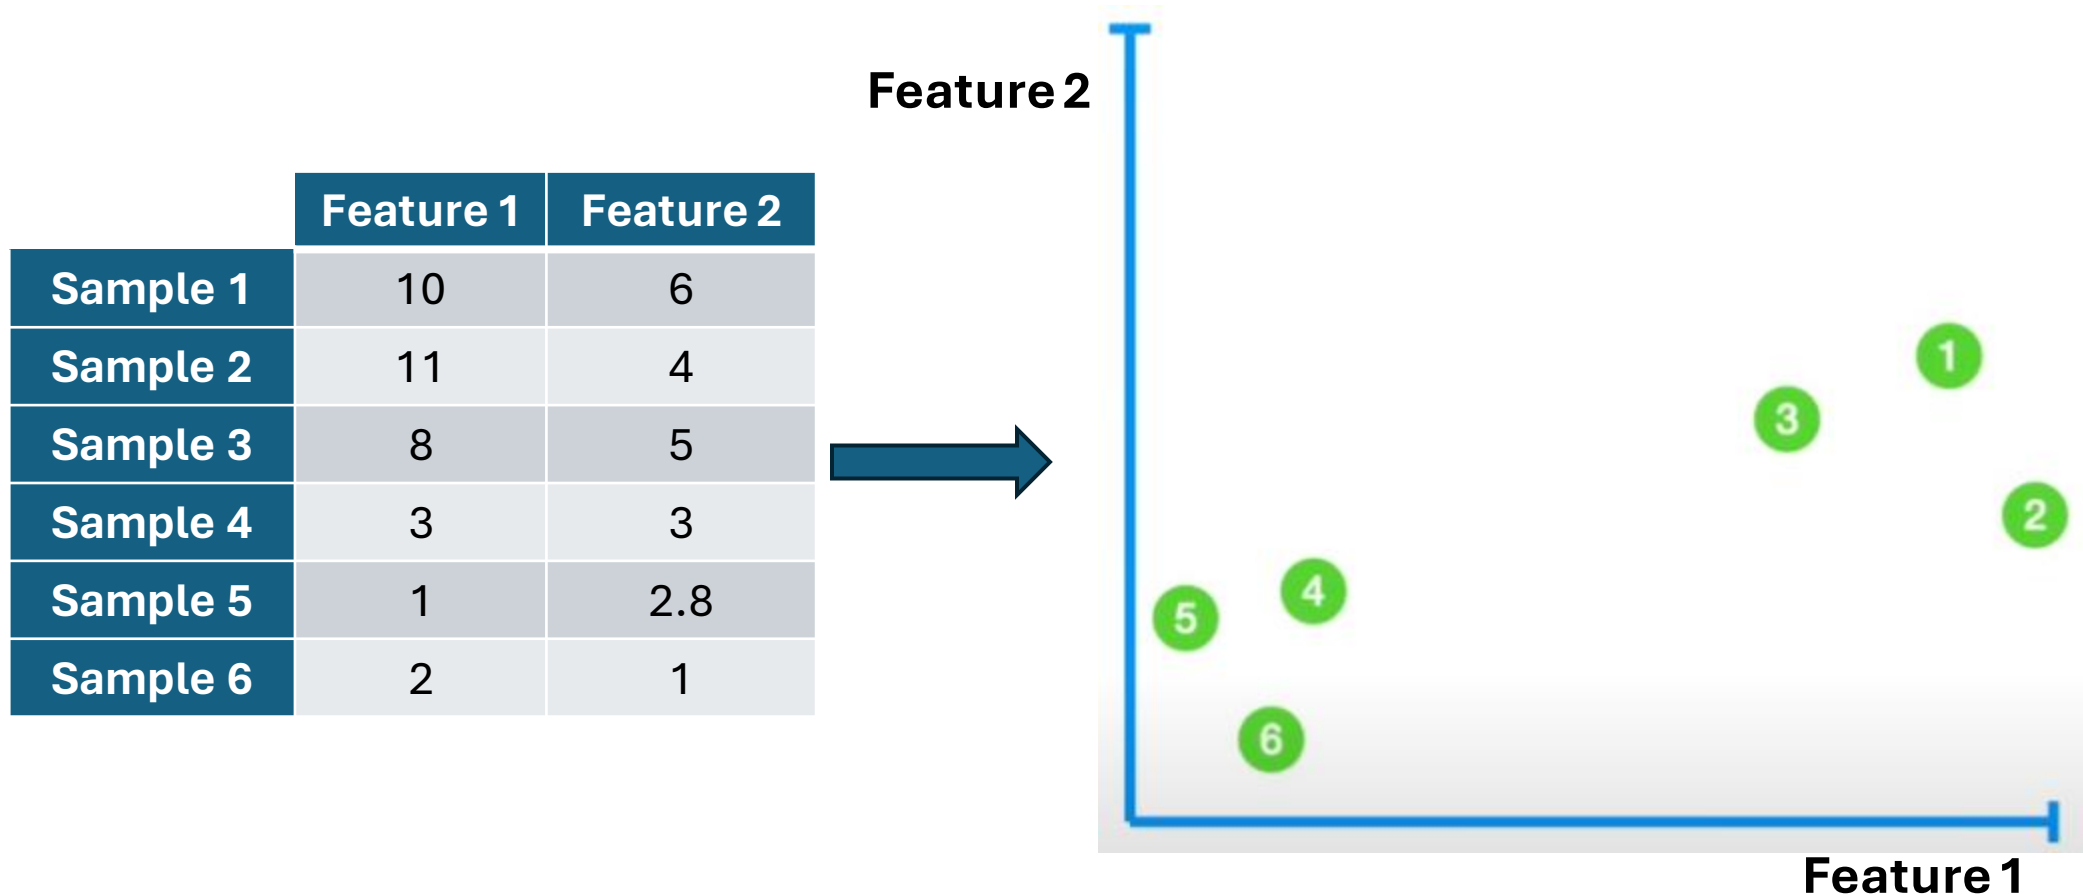 Feature 1 Feature 2
Sample 1 10 6
Sample 2 11 4
Sample 3 8 5
Sample 4 3 3
Sample 5 1 2.8
Sample 6 2 1
Feature 2
1
3
2
4
5
6
Feature 1